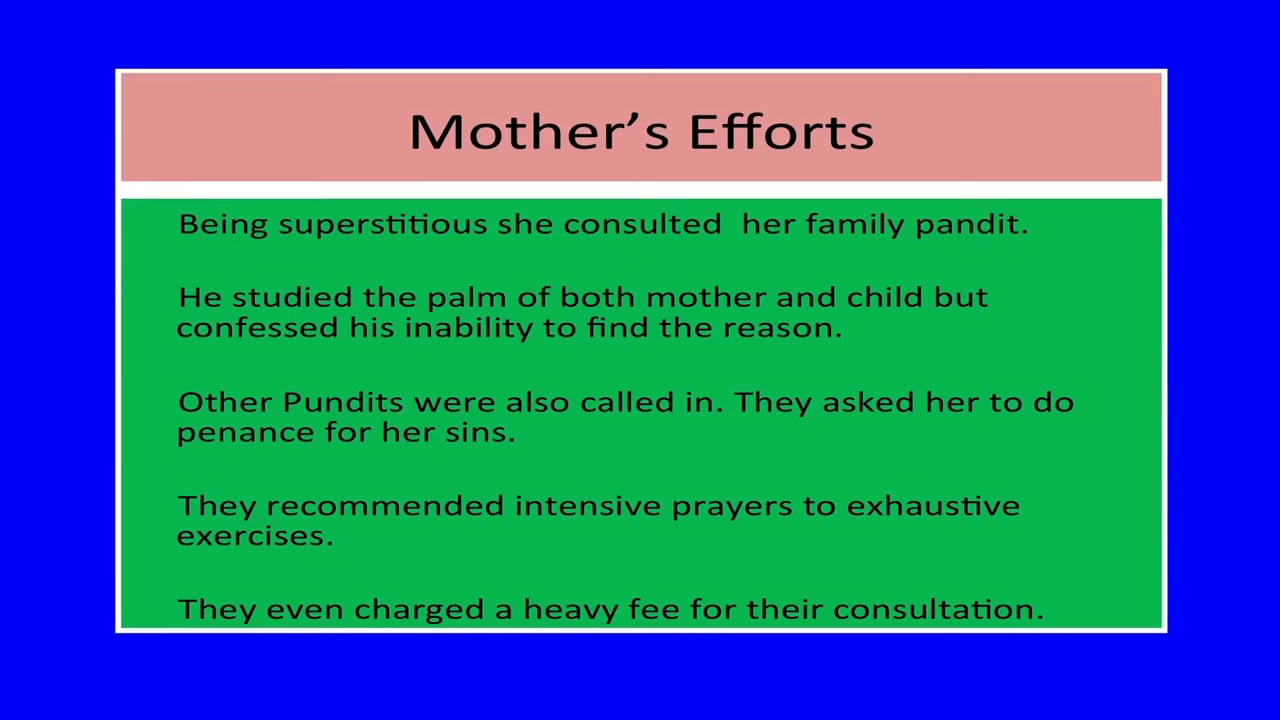 Mother’s Efforts
Being superstitious she consulted  her family pandit.
He studied the palm of both mother and child but
confessed his inability to find the reason.
Other Pundits were also called in. They asked her to do
penance for her sins.
They recommended intensive prayers to exhaustive
exercises.
They even charged a heavy fee for their consultation.